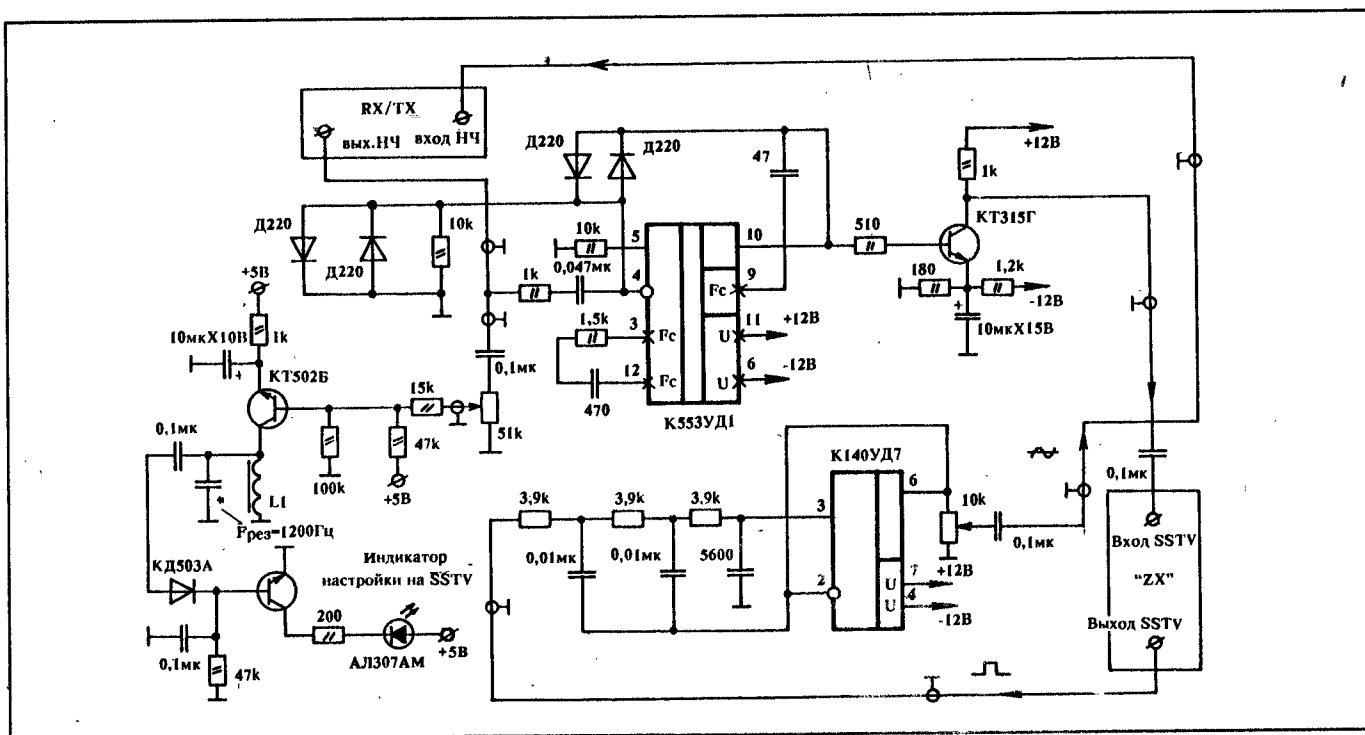 RX/TX
вых.НЧ
вход НЧ
Д220
Д220
47
+12В
1k
КТ315Г
Д220
Д220
10k
10k
5
10
510
0,047мк
1k
4
Fc
9
180
1,2k
-12В
+
10мкХ15В
+5В
1k
10мкХ10В
+
1,5k
3
Fc
11
U
+12В
12
Fc
6
U
-12В
470
К553УД1
КТ502Б
0,1мк
15k
51k
0,1мк
47k
100k
+5В
L1
*
Fрез=1200Гц
К140УД7
3,9k
3,9k
3,9k
3
6
10k
0,1мк
0,1мк
0,01мк
0,01мк
5600
2
7
U
+12В
4
U
-12В
Вход SSTV
“ZX”
Выход SSTV
КД503А
Индикатор
настройки на SSTV
200
0,1мк
47k
АЛ307АМ
+5В